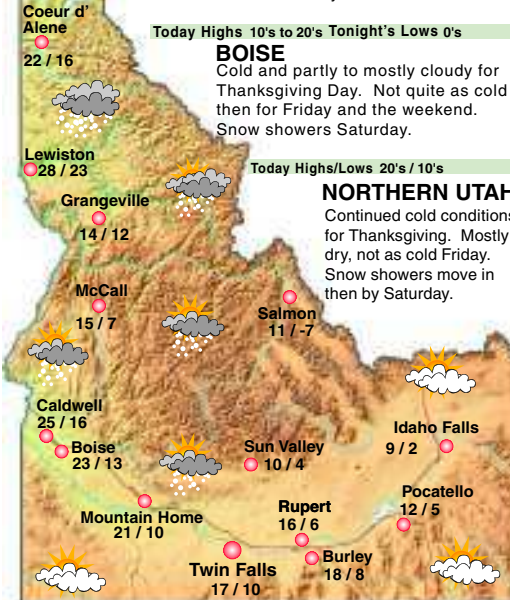 Coeur d'
Alene
22 / 16
Today Highs 10's to 20's Tonight's Lows 0's
BOISE
Cold and partly to mostly cloudy for
Thanksgiving Day. Not quite as cold
then for Friday and the weekend.
Snow showers Saturday.
Lewiston
28 / 23
Today Highs/Lows 20's / 10's
NORTHERN UTAH
Continued cold conditions
for Thanksgiving. Mostly
dry, not as cold Friday.
Snow showers move in
then by Saturday.
Grangeville
14 / 12
McCall
15 / 7
Salmon
11 / -7
Caldwell
25 / 16
Boise
23 / 13
Sun Valley
10 / 4
Idaho Falls
9 / 2
Pocatello
12 / 5
Mountain Home
21 / 10
Rupert
16 / 6
Burley
18 / 8
Twin Falls
17 / 10